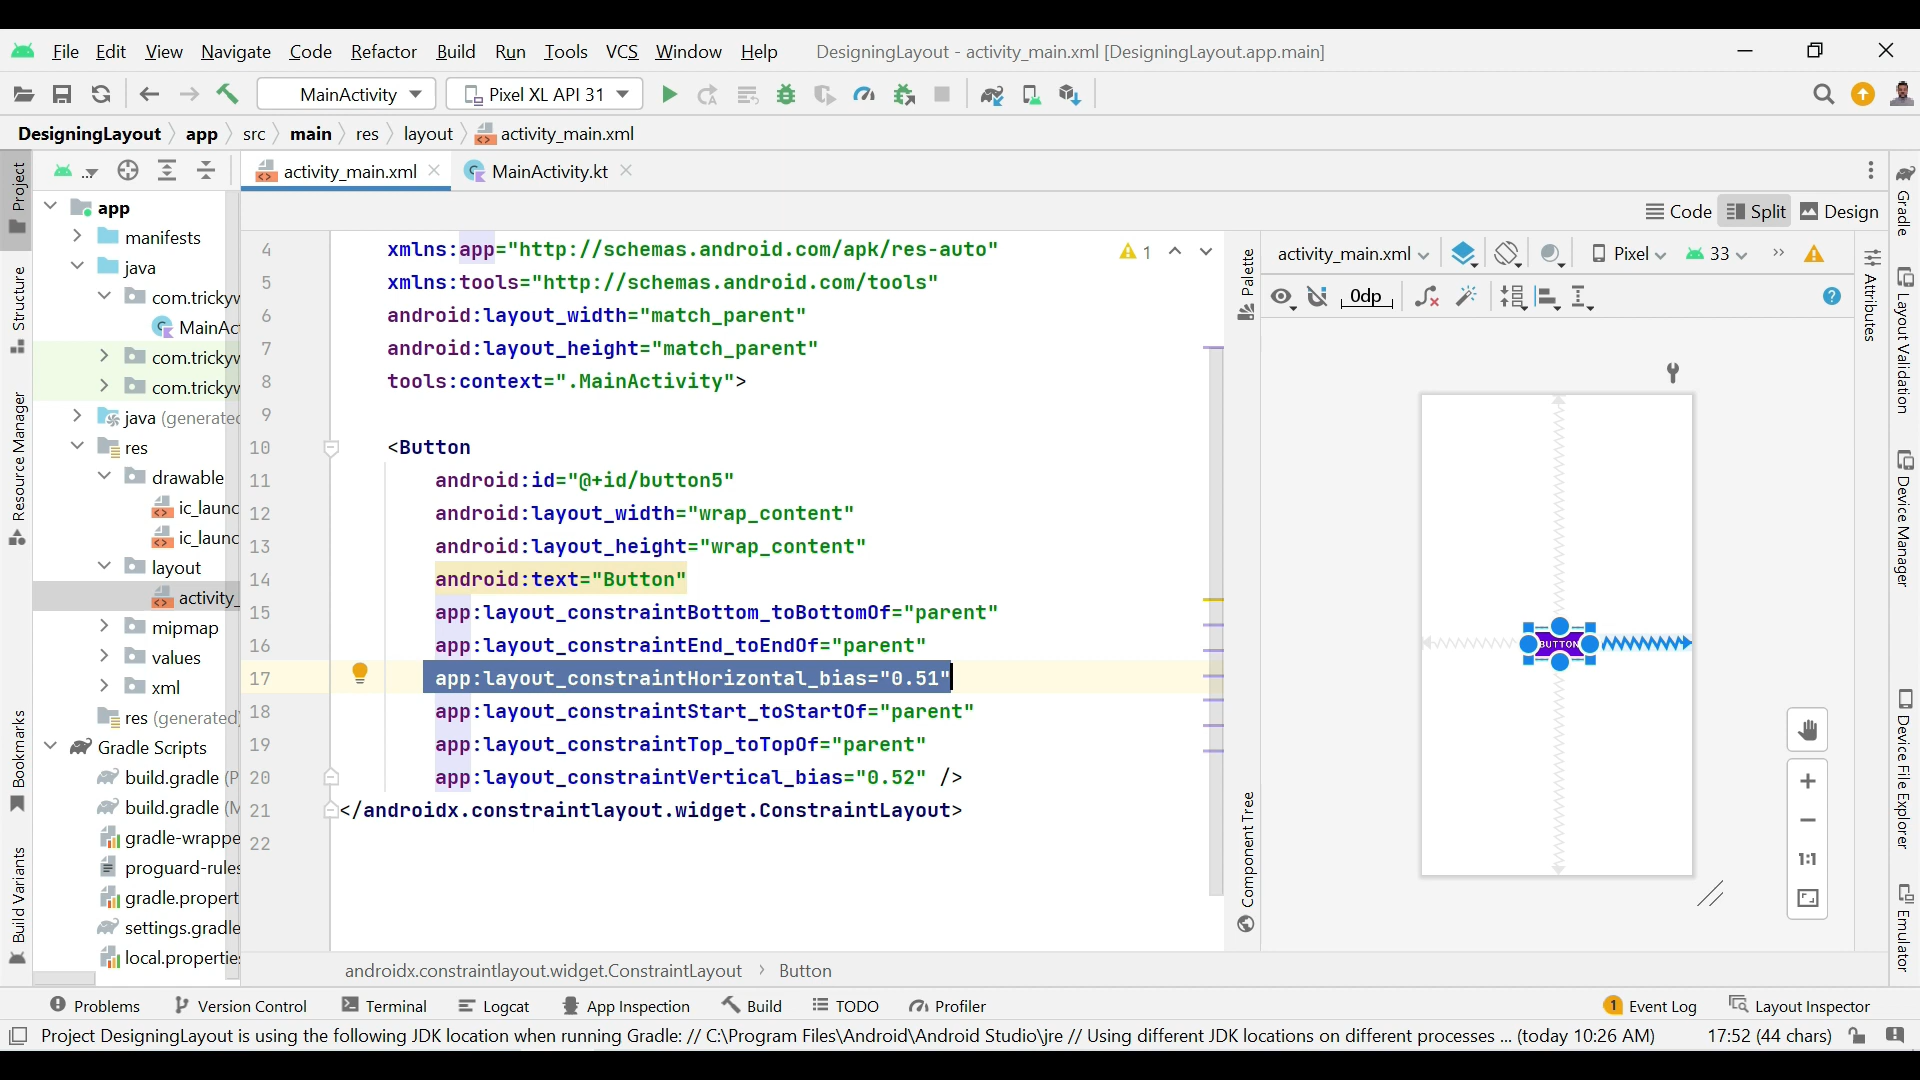 File Edit View Navigate Code Refactor Build Run Tools VCS Window Help DesigningLayout - activity_main.xml [DesigningLayout.app.main]
MainActivity Pixel XL API 31
DesigningLayout app src main res layout activity_main.xml
.. activity_main.xml MainActivity.kt
Code Split Design
Project
Structure
Resource Manager
Bookmarks
Build Variants
app
manifests
java
com.trickyw
MainAc
com.trickyw
com.trickyw
java (generated
res
drawable
ic_launc
ic_launc
layout
activity_
mipmap
values
xml
res (generated)
Gradle Scripts
build.gradle (P
build.gradle (M
gradle-wrappe
proguard-rules
gradle.propert
settings.gradle
local.properties
4 xmlns:app="http://schemas.android.com/apk/res-auto"
5 xmlns:tools="http://schemas.android.com/tools"
6 android:layout_width="match_parent"
7 android:layout_height="match_parent"
8 tools:context=".MainActivity">
9
10 <Button
11 android:id="@+id/button5"
12 android:layout_width="wrap_content"
13 android:layout_height="wrap_content"
14 android:text="Button"
15 app:layout_constraintBottom_toBottomOf="parent"
16 app:layout_constraintEnd_toEndOf="parent"
17 app:layout_constraintHorizontal_bias="0.51"
18 app:layout_constraintStart_toStartOf="parent"
19 app:layout_constraintTop_toTopOf="parent"
20 app:layout_constraintVertical_bias="0.52" />
21 </androidx.constraintlayout.widget.ConstraintLayout>
22
1
androidx.constraintlayout.widget.ConstraintLayout > Button
Palette
Component Tree
activity_main.xml Pixel 33 »
0dp ?
BUTTON
1:1
Attributes
Gradle
Layout Validation
Device Manager
Device File Explorer
Emulator
Problems Version Control Terminal Logcat App Inspection Build TODO Profiler 1 Event Log Layout Inspector
Project DesigningLayout is using the following JDK location when running Gradle: // C:\Program Files\Android\Android Studio\jre // Using different JDK locations on different processes ... (today 10:26 AM) 17:52 (44 chars)